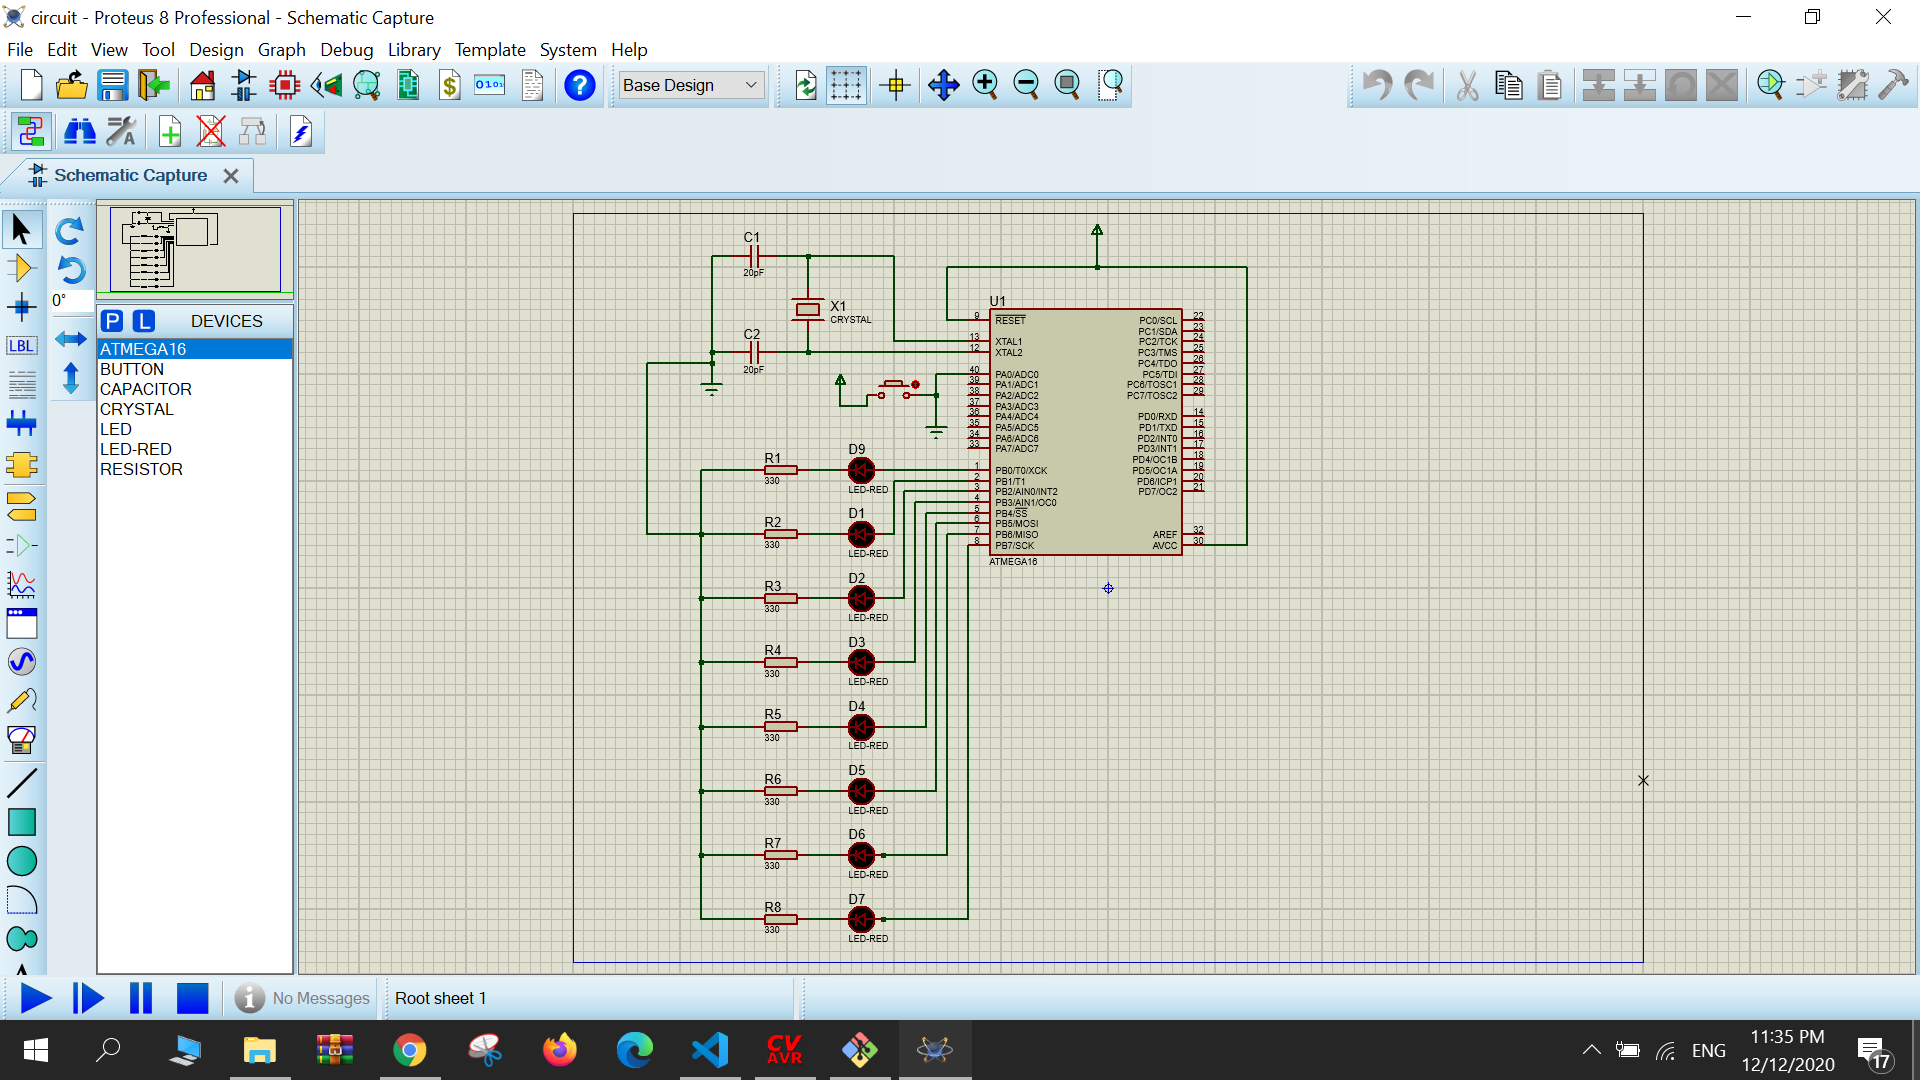 circuit - Proteus 8 Professional - Schematic Capture
File Edit View Tool Design Graph Debug Library Template System Help
Base Design
Schematic Capture
0°
P L DEVICES
LBL
ATMEGA16
BUTTON
CAPACITOR
CRYSTAL
LED
LED-RED
RESISTOR
C1
20pF
X1
CRYSTAL
C2
20pF
U1
9 RESET
13 XTAL1
12 XTAL2
40 PA0/ADC0
39 PA1/ADC1
38 PA2/ADC2
37 PA3/ADC3
36 PA4/ADC4
35 PA5/ADC5
34 PA6/ADC6
33 PA7/ADC7
1 PB0/T0/XCK
2 PB1/T1
3 PB2/AIN0/INT2
4 PB3/AIN1/OC0
5 PB4/SS
6 PB5/MOSI
7 PB6/MISO
8 PB7/SCK
PC0/SCL 22
PC1/SDA 23
PC2/TCK 24
PC3/TMS 25
PC4/TDO 26
PC5/TDI 27
PC6/TOSC1 28
PC7/TOSC2 29
PD0/RXD 14
PD1/TXD 15
PD2/INT0 16
PD3/INT1 17
PD4/OC1B 18
PD5/OC1A 19
PD6/ICP1 20
PD7/OC2 21
AREF 32
AVCC 30
ATMEGA16
R1
330
D9
LED-RED
R2
330
D1
LED-RED
R3
330
D2
LED-RED
R4
330
D3
LED-RED
R5
330
D4
LED-RED
R6
330
D5
LED-RED
R7
330
D6
LED-RED
R8
330
D7
LED-RED
No Messages
Root sheet 1
CV
AVR
ENG
11:35 PM
12/12/2020
17